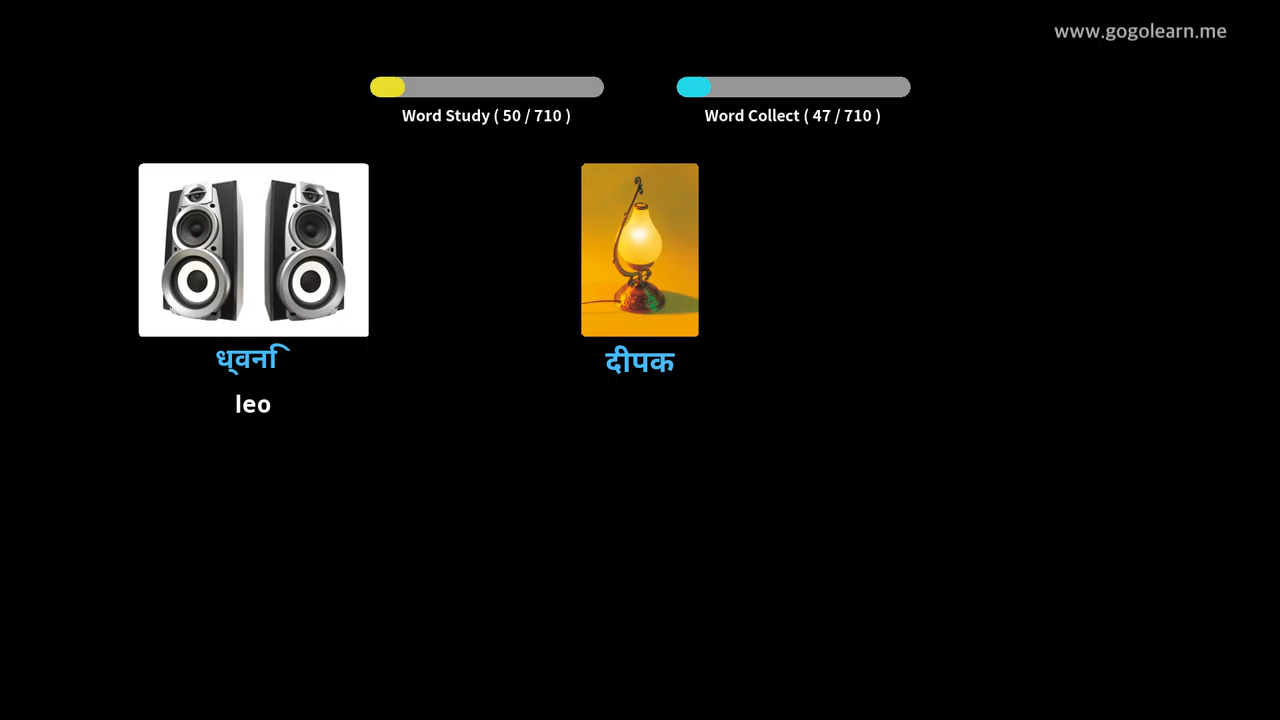 www.gogolearn.me
Word Study ( 50 / 710 )
Word Collect ( 47 / 710 )
ध्वनि
दीपक
leo